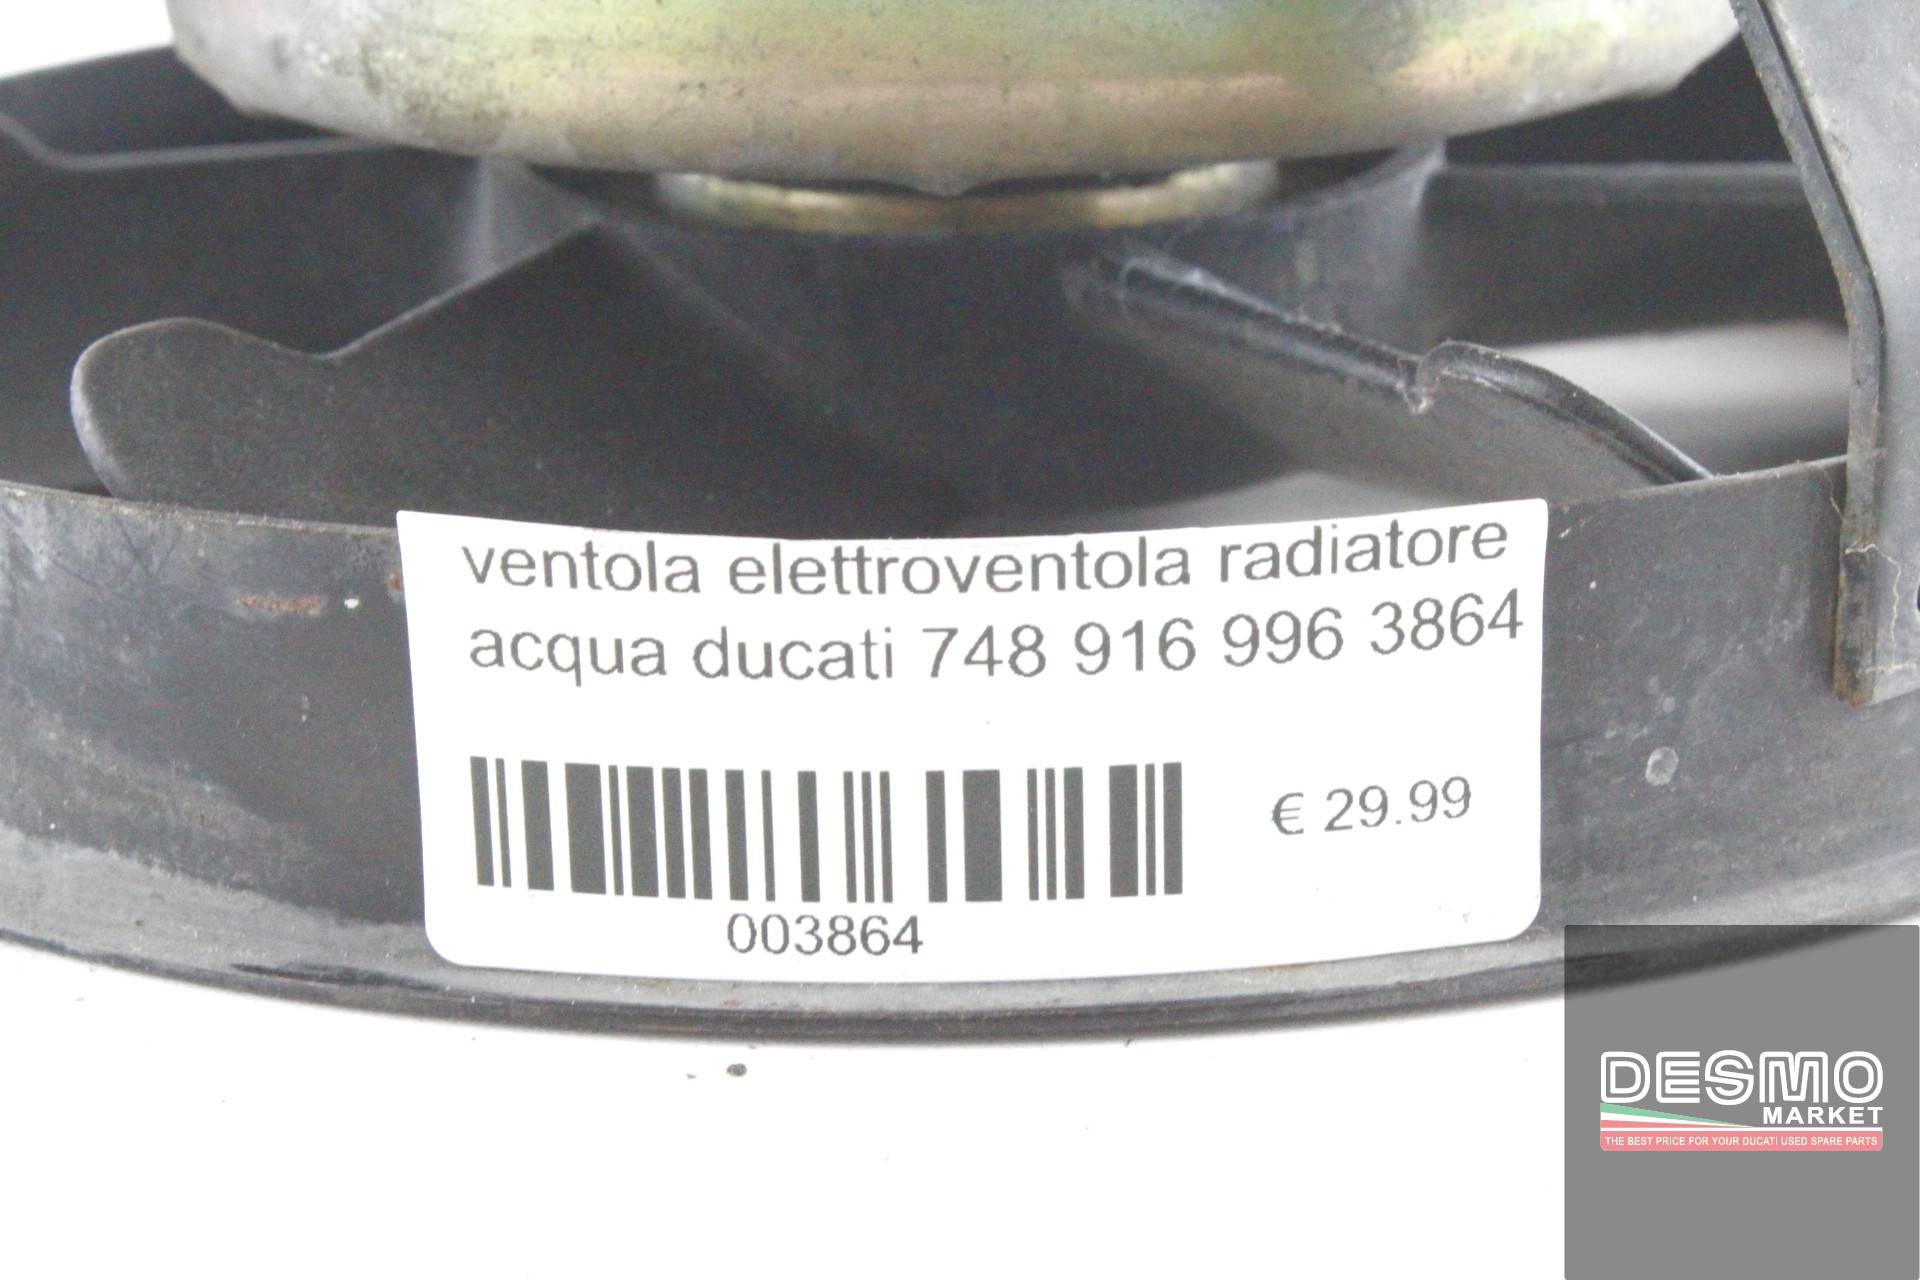 ventola elettroventola radiatore
acqua ducati 748 916 996 3864
€ 29.99
003864
DESMO
MARKET
THE BEST PRICE FOR YOUR DUCATI USED SPARE PARTS